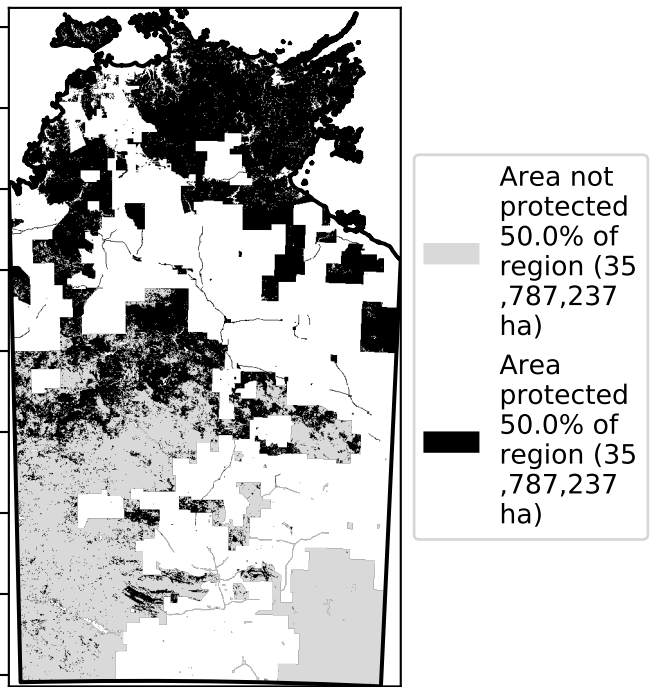 Area not
protected
50.0% of
region (35
,787,237
ha)
Area
protected
50.0% of
region (35
,787,237
ha)